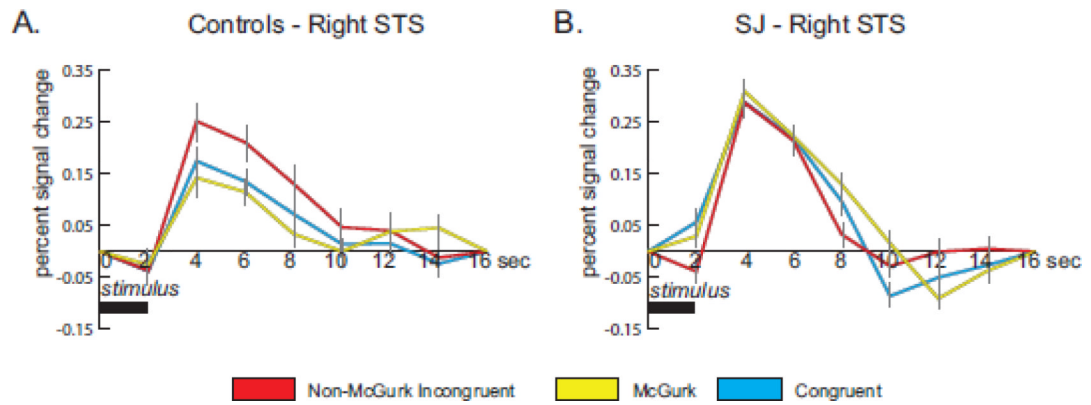 A. Controls - Right STS
B. SJ - Right STS
percent signal change
0.35
0.25
0.15
0.05
-0.05
-0.15
0 2 4 6 8 10 12 14 16 sec
stimulus
percent signal change
0.35
0.25
0.15
0.05
-0.05
-0.15
0 2 4 6 8 10 12 14 16 sec
stimulus
Non-McGurk Incongruent McGurk Congruent